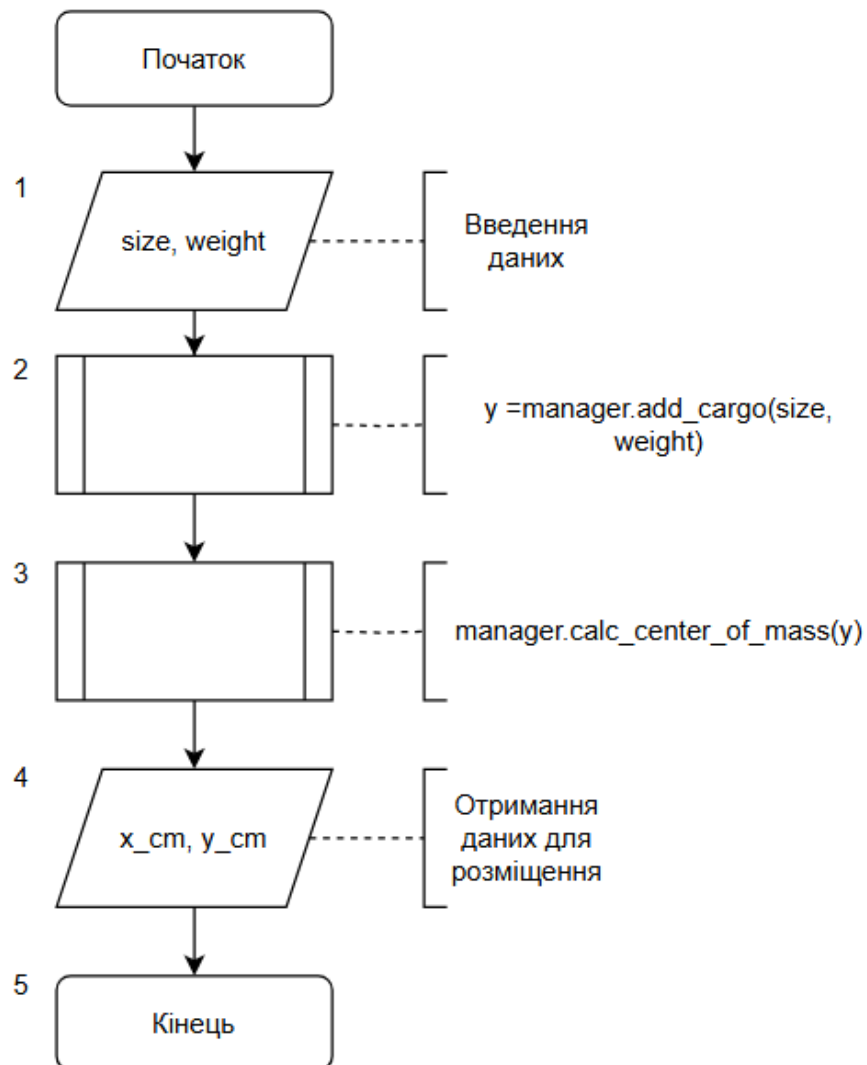 Початок
1
size, weight
Введення
даних
2
y =manager.add_cargo(size,
weight)
3
manager.calc_center_of_mass(y)
4
x_cm, y_cm
Отримання
даних для
розміщення
5
Кінець